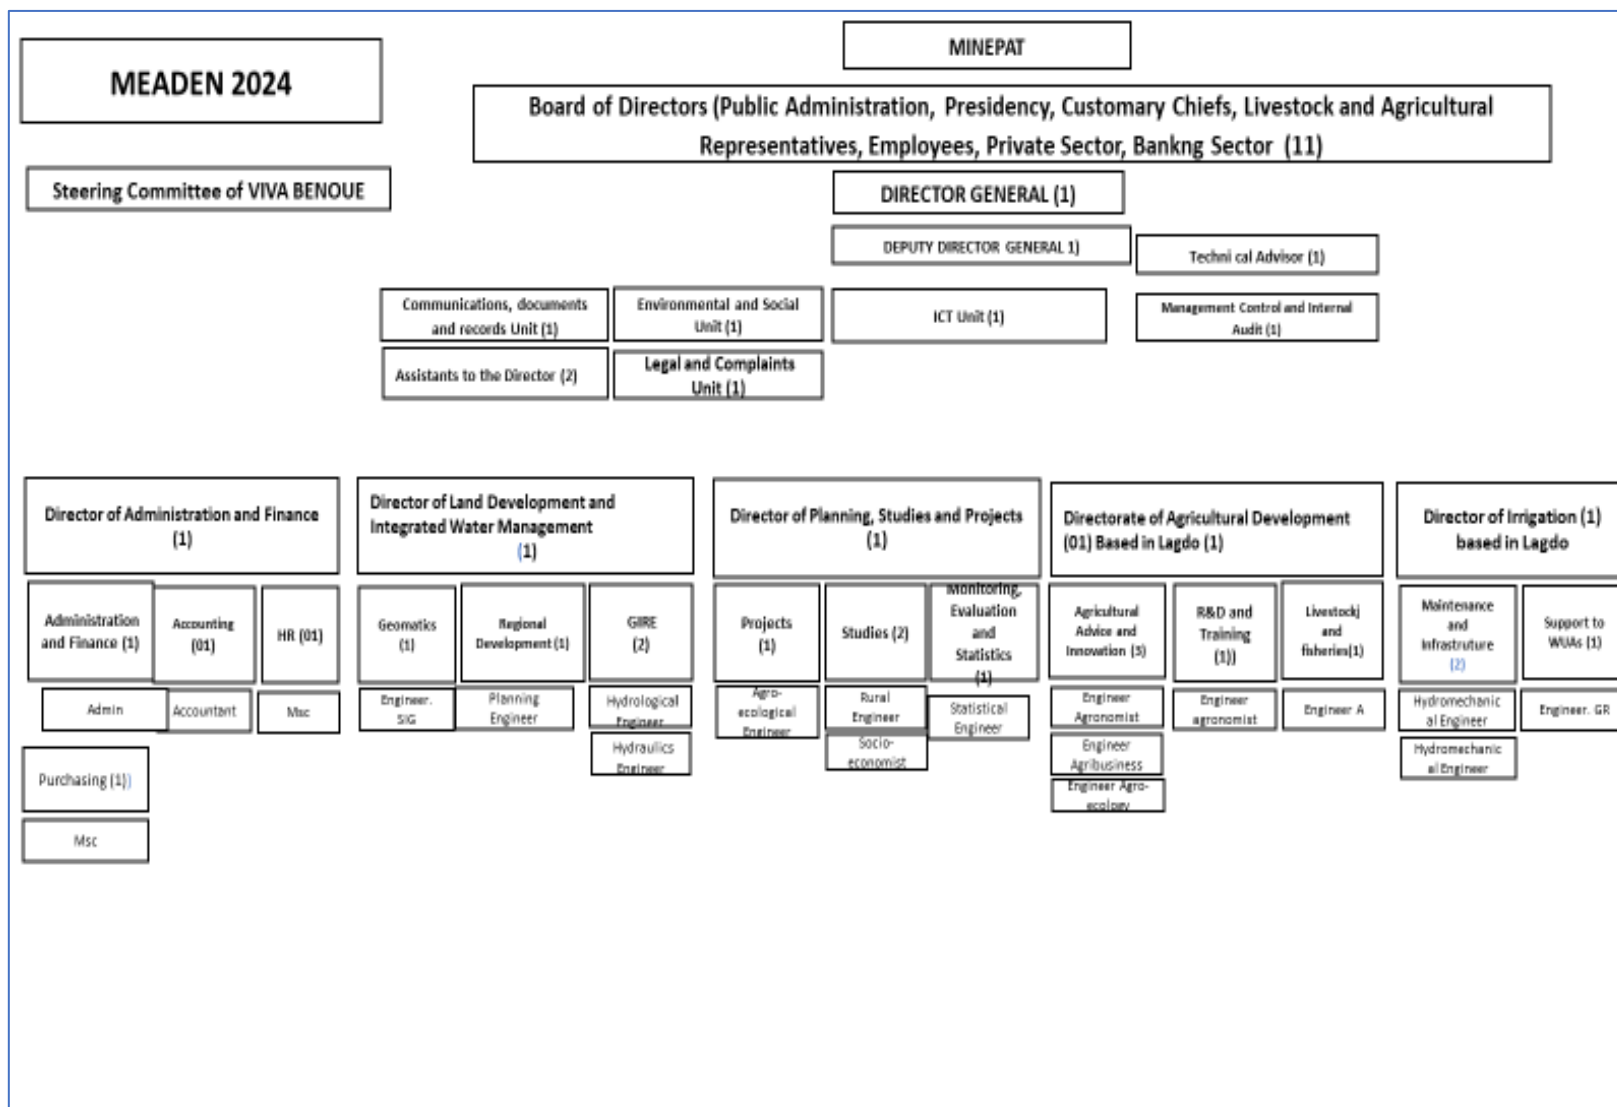 MEADEN 2024
MINEPAT
Board of Directors (Public Administration, Presidency, Customary Chiefs, Livestock and Agricultural
Representatives, Employees, Private Sector, Bankng Sector (11)
Steering Committee of VIVA BENOUE
DIRECTOR GENERAL (1)
DEPUTY DIRECTOR GENERAL 1)
Techni cal Advisor (1)
Communications, documents
and records Unit (1)
Environmental and Social
Unit (1)
ICT Unit (1)
Management Control and Internal
Audit (1)
Assistants to the Director (2)
Legal and Complaints
Unit (1)
Director of Administration and Finance
(1)
Director of Land Development and
Integrated Water Management
(1)
Director of Planning, Studies and Projects
(1)
Directorate of Agricultural Development
(01) Based in Lagdo (1)
Director of Irrigation (1)
based in Lagdo
Administration
and Finance (1)
Accounting
(01)
HR (01)
Geomatics
(1)
Regional
Development (1)
GIRE
(2)
Projects
(1)
Studies (2)
Monitoring,
Evaluation
and
Statistics
(1)
Agricultural
Advice and
Innovation (3)
R&D and
Training
(1))
Livestockj
and
fisheries(1)
Maintenance
and
Infrastruture
(2)
Support to
WUAs (1)
Admin
Accountant
Msc
Engineer.
SIG
Planning
Engineer
Hydrological
Engineer
Agro-
ecological
Engineer
Rural
Engineer
Statistical
Engineer
Engineer
Agronomist
Engineer
agronomist
Engineer A
Hydromechanic
al Engineer
Engineer. GR
Hydraulics
Engineer
Socio-
economist
Engineer
Agribusiness
Hydromechanic
al Engineer
Purchasing (1))
Engineer Agro-
ecology
Msc